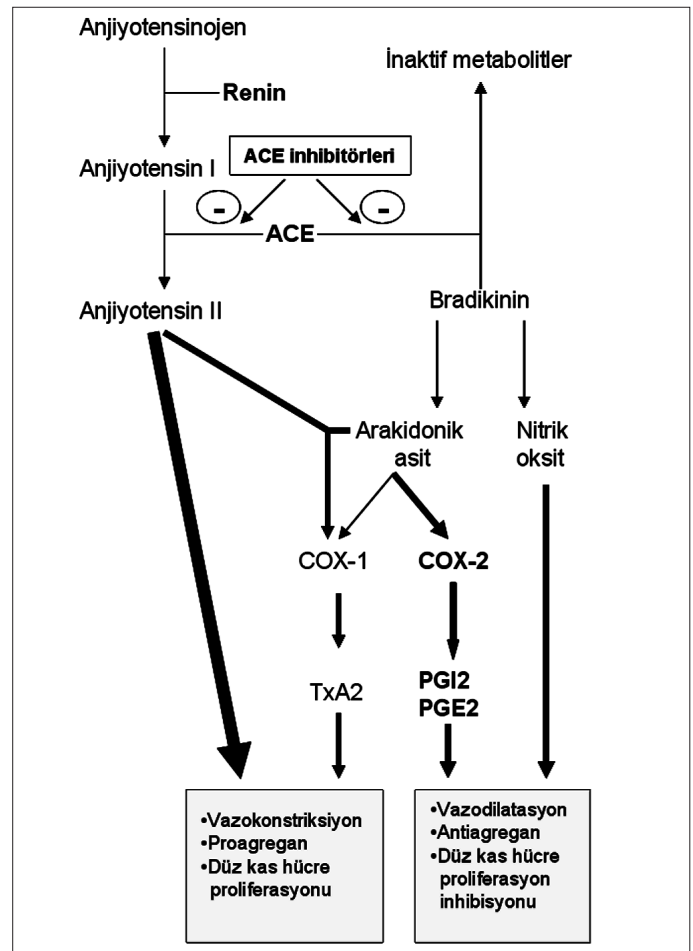 Anjiyotensinojen
İnaktif metabolitler
Renin
ACE inhibitörleri
Anjiyotensin I
-
-
ACE
Anjiyotensin II
Bradikinin
Arakidonik
asit
Nitrik
oksit
COX-1
COX-2
TxA2
PGI2
PGE2
•Vazokonstriksiyon
•Proagregan
•Düz kas hücre
proliferasyonu
•Vazodilatasyon
•Antiagregan
•Düz kas hücre
proliferasyon
inhibisyonu